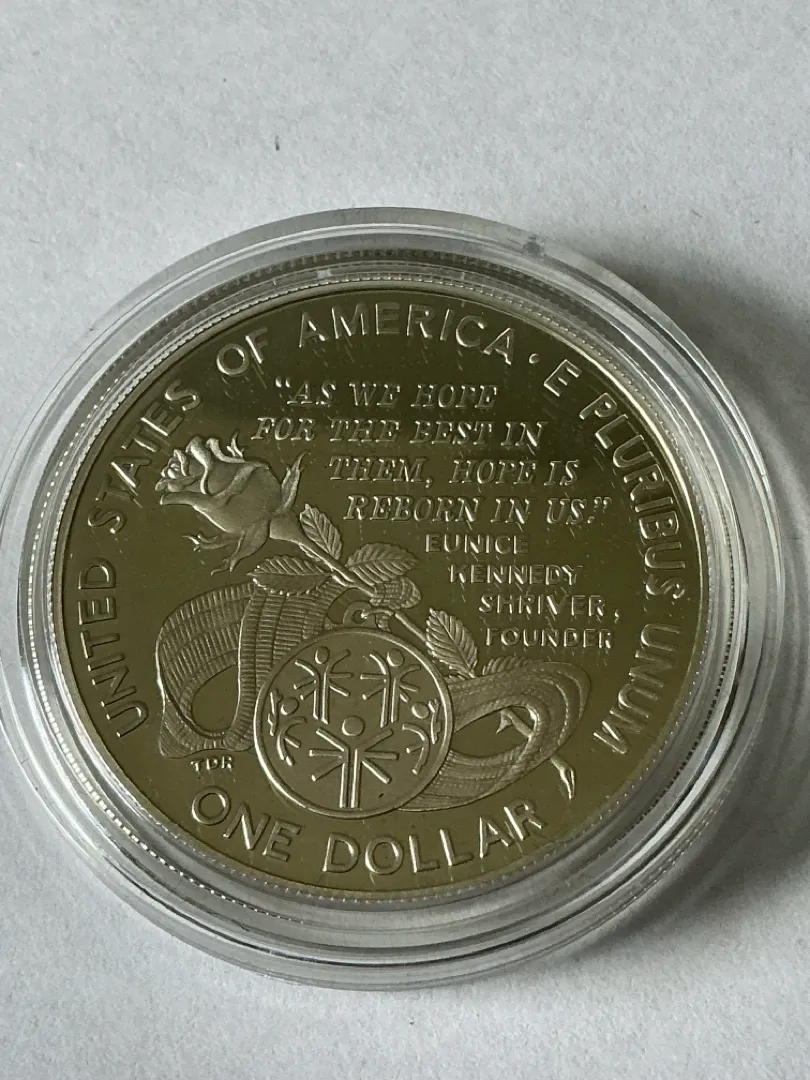 UNITED STATES OF AMERICA · E PLURIBUS UNUM
“AS WE HOPE
FOR THE BEST IN
THEM, HOPE IS
REBORN IN US.”
EUNICE
KENNEDY
SHRIVER,
FOUNDER
TDR
ONE DOLLAR